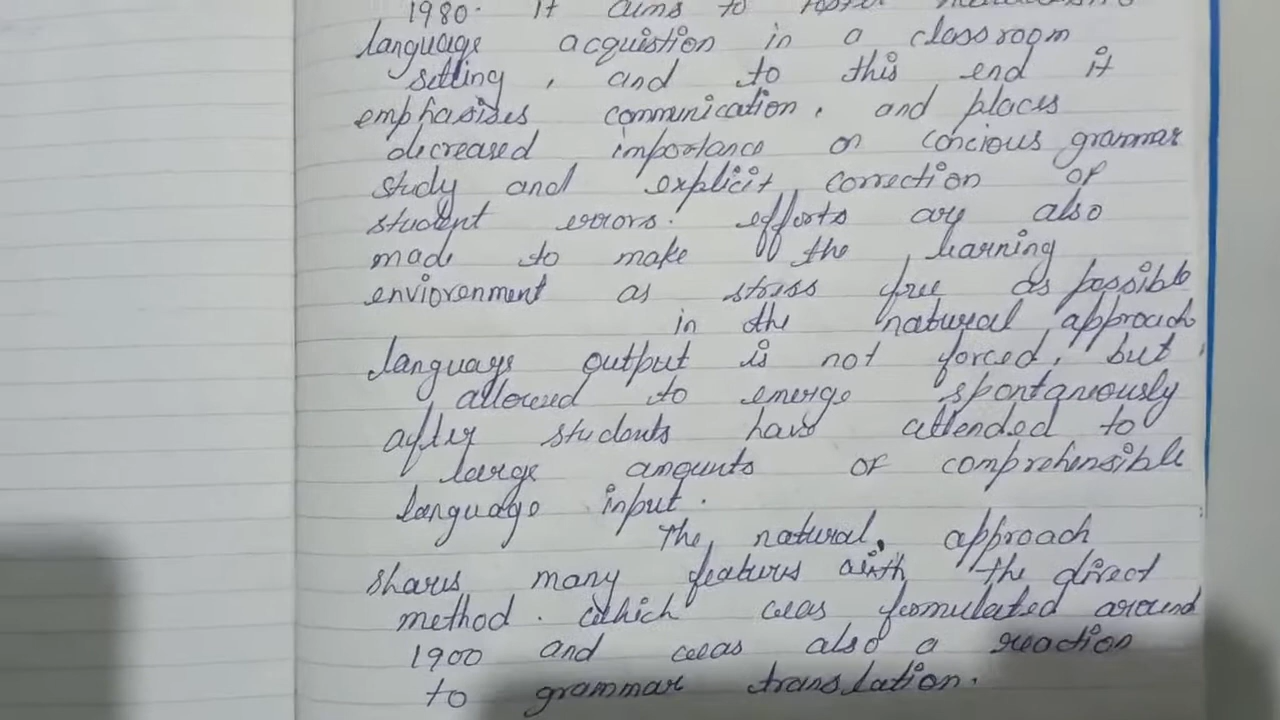 1980. It aims to foster naturalistic
language acquistion in a classroom
setting, and to this end it
emphasises communication, and places
decreased importance on concious grammar
study and explicit correction of
student errors. efforts are also
made to make the learning
enviorenment as stress free as possible
in the natural approach
language output is not forced, but
allowed to emerge spontaneously
after students have attended to
large amounts of comprehensible
language input.
The natural approach
shares many features with the direct
method. which was formulated around
1900 and was also a reaction
to grammar translation.